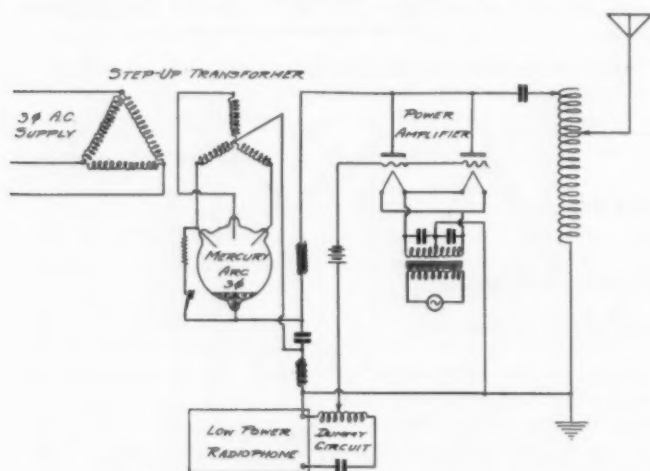 STEP-UP TRANSFORMER
3φ A.C.
SUPPLY
POWER
AMPLIFIER
MERCURY
ARC
3φ
LOW POWER
RADIOPHONE
DUMMY
CIRCUIT